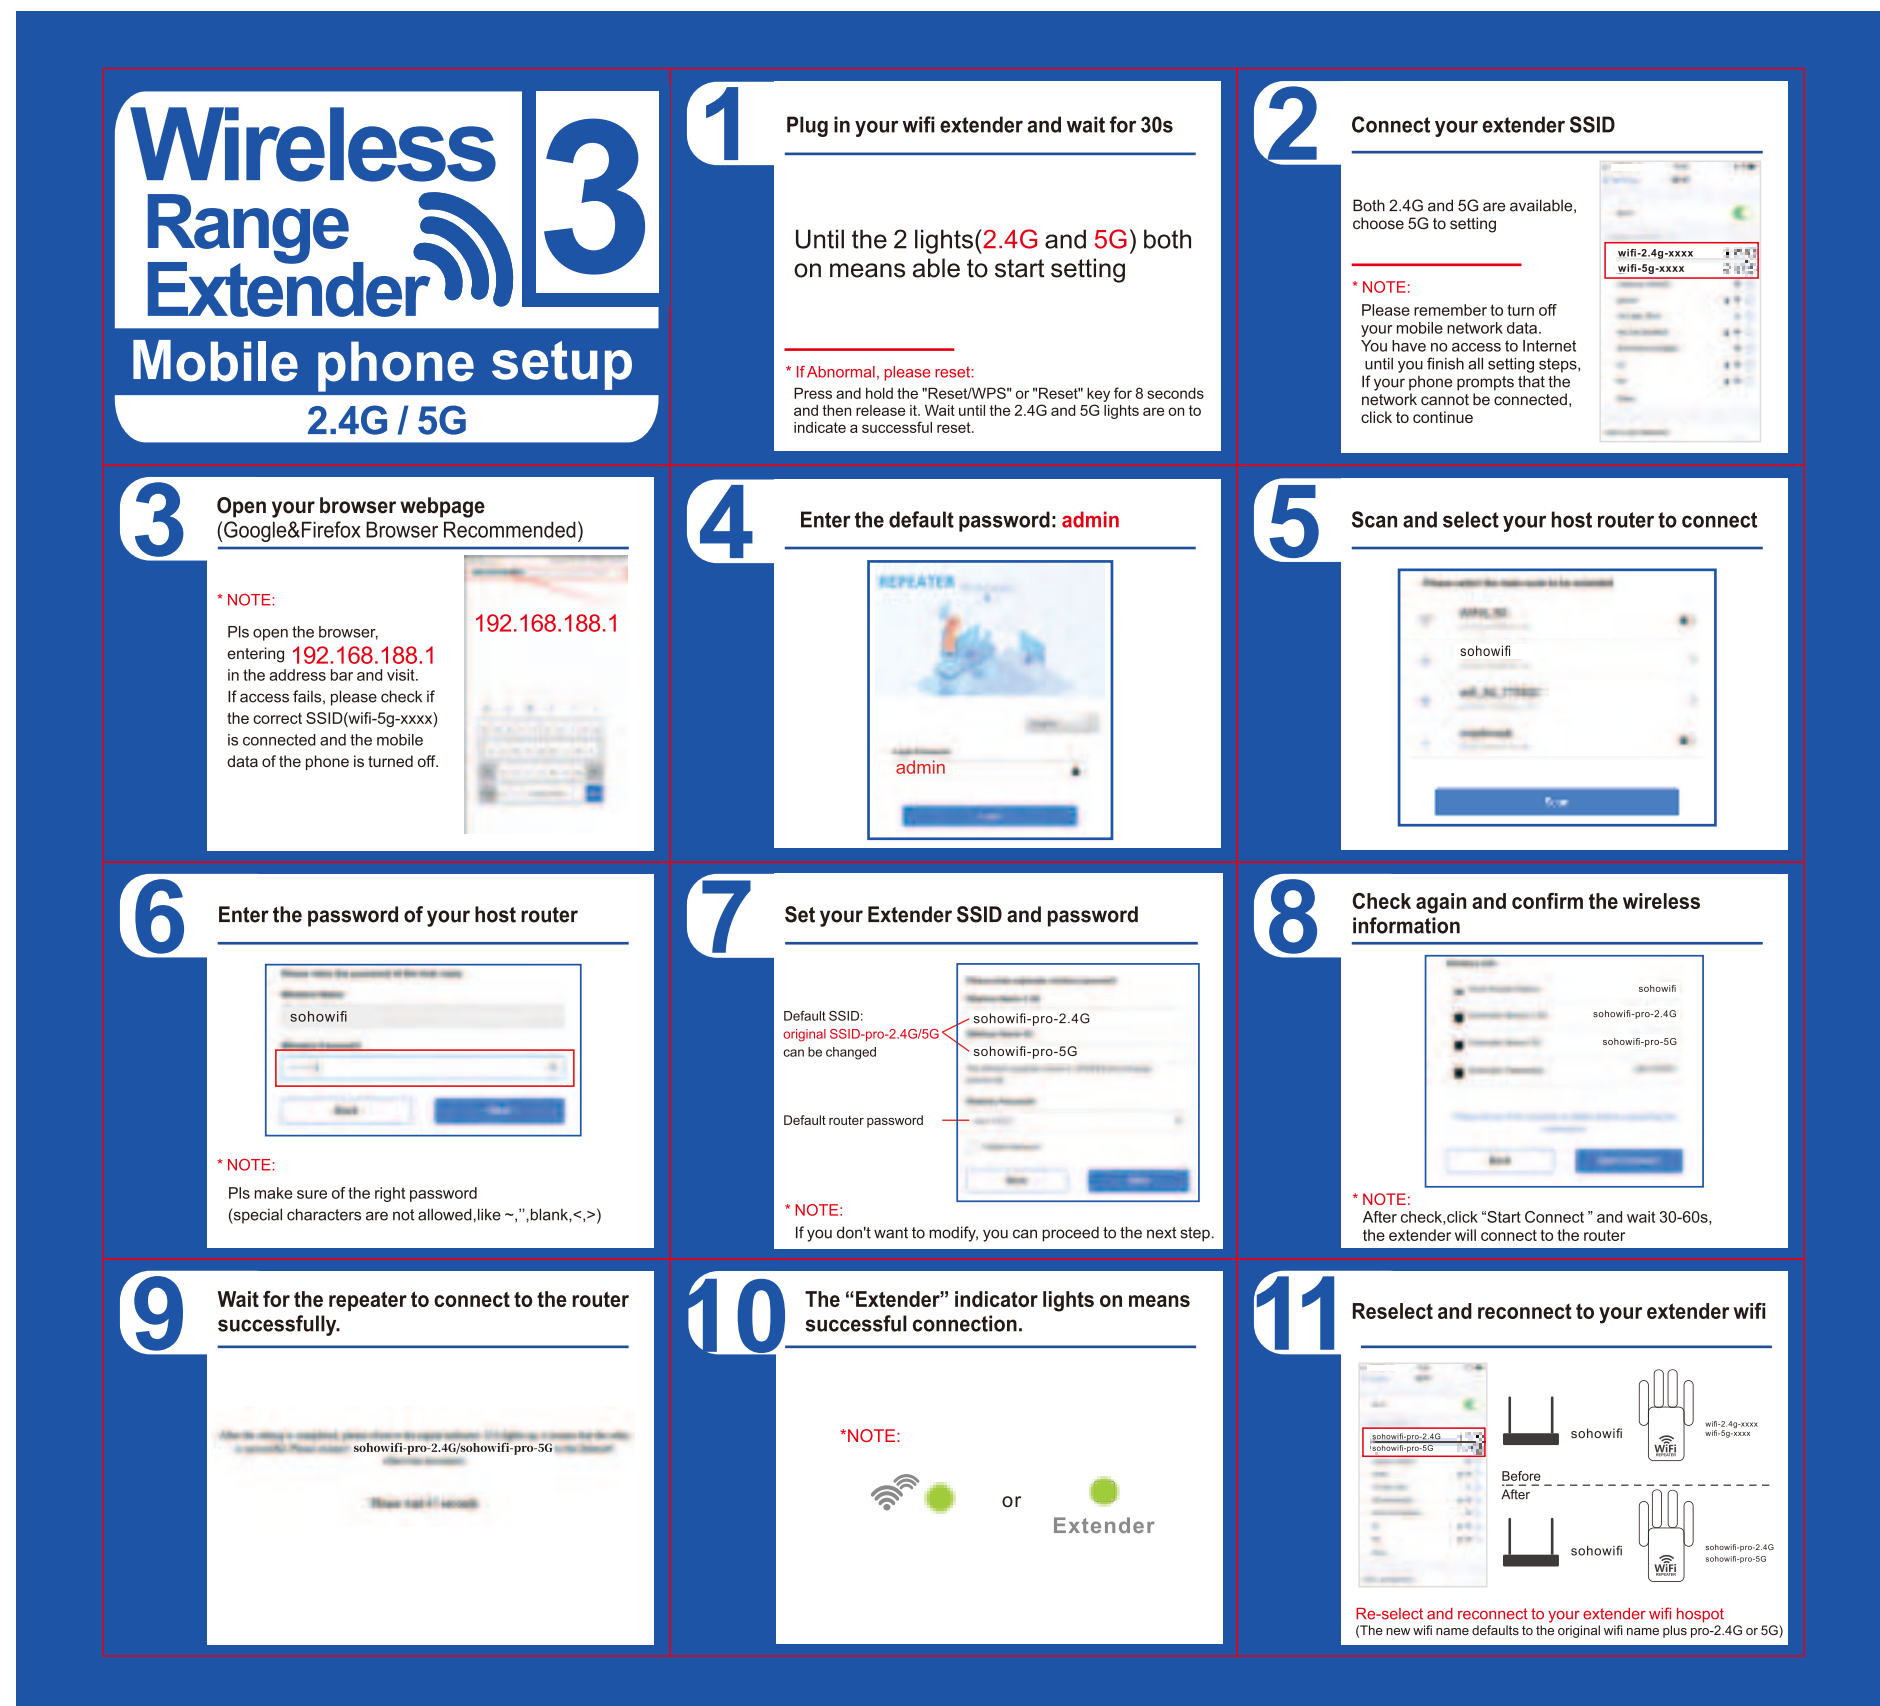 Wireless
Range
Extender
3
Mobile phone setup
2.4G / 5G
1
Plug in your wifi extender and wait for 30s
Until the 2 lights(2.4G and 5G) both
on means able to start setting
* If Abnormal, please reset:
Press and hold the "Reset/WPS" or "Reset" key for 8 seconds
and then release it. Wait until the 2.4G and 5G lights are on to
indicate a successful reset.
2
Connect your extender SSID
Both 2.4G and 5G are available,
choose 5G to setting
* NOTE:
Please remember to turn off
your mobile network data.
You have no access to Internet
until you finish all setting steps,
If your phone prompts that the
network cannot be connected,
click to continue
wifi-2.4g-xxxx
wifi-5g-xxxx
3
Open your browser webpage
(Google&Firefox Browser Recommended)
* NOTE:
Pls open the browser,
entering 192.168.188.1
in the address bar and visit.
If access fails, please check if
the correct SSID(wifi-5g-xxxx)
is connected and the mobile
data of the phone is turned off.
192.168.188.1
4
Enter the default password: admin
REPEATER
admin
5
Scan and select your host router to connect
sohowifi
Scan
6
Enter the password of your host router
sohowifi
Back
* NOTE:
Pls make sure of the right password
(special characters are not allowed,like ~,",blank,<,>)
7
Set your Extender SSID and password
Default SSID:
original SSID-pro-2.4G/5G
can be changed
sohowifi-pro-2.4G
sohowifi-pro-5G
Default router password
* NOTE:
If you don't want to modify, you can proceed to the next step.
8
Check again and confirm the wireless
information
sohowifi
sohowifi-pro-2.4G
sohowifi-pro-5G
Back
* NOTE:
After check,click “Start Connect ” and wait 30-60s,
the extender will connect to the router
9
Wait for the repeater to connect to the router
successfully.
sohowifi-pro-2.4G/sohowifi-pro-5G
10
The “Extender” indicator lights on means
successful connection.
*NOTE:
or
Extender
11
Reselect and reconnect to your extender wifi
sohowifi-pro-2.4G
sohowifi-pro-5G
sohowifi
WiFi
REPEATER
wifi-2.4g-xxxx
wifi-5g-xxxx
Before
After
sohowifi
WiFi
REPEATER
sohowifi-pro-2.4G
sohowifi-pro-5G
Re-select and reconnect to your extender wifi hospot
(The new wifi name defaults to the original wifi name plus pro-2.4G or 5G)